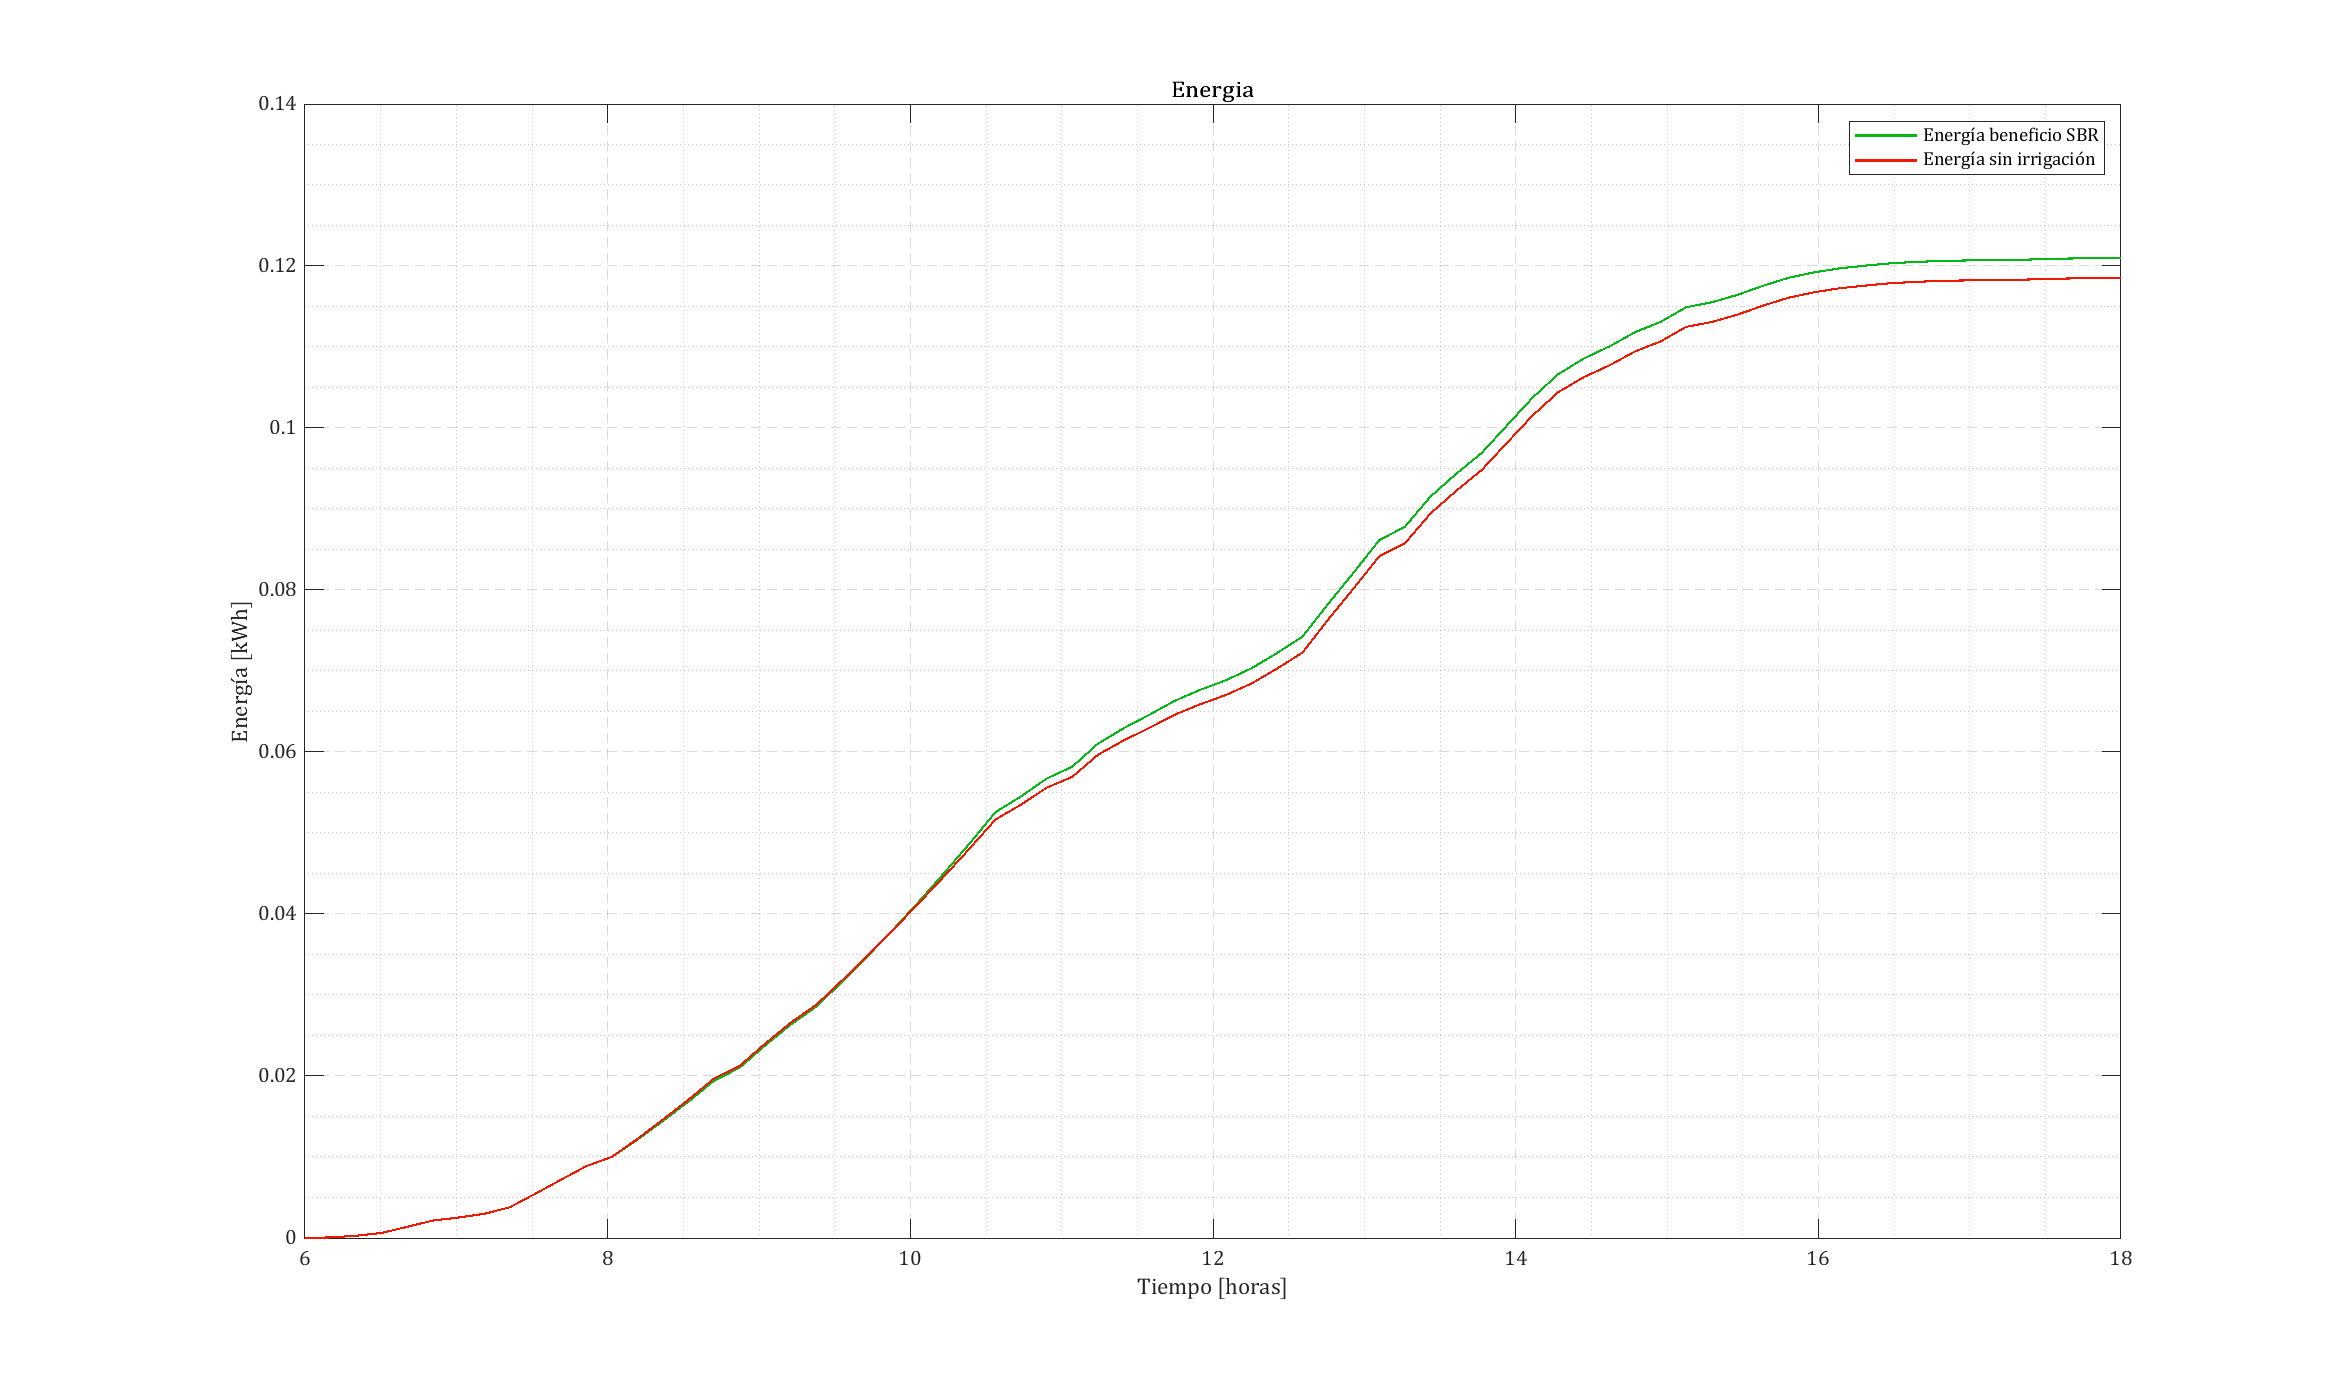 Energia
0.14
0.12
0.1
0.08
0.06
0.04
0.02
0
Energía [kWh]
Energía beneficio SBR
Energía sin irrigación
6 8 10 12 14 16 18
Tiempo [horas]